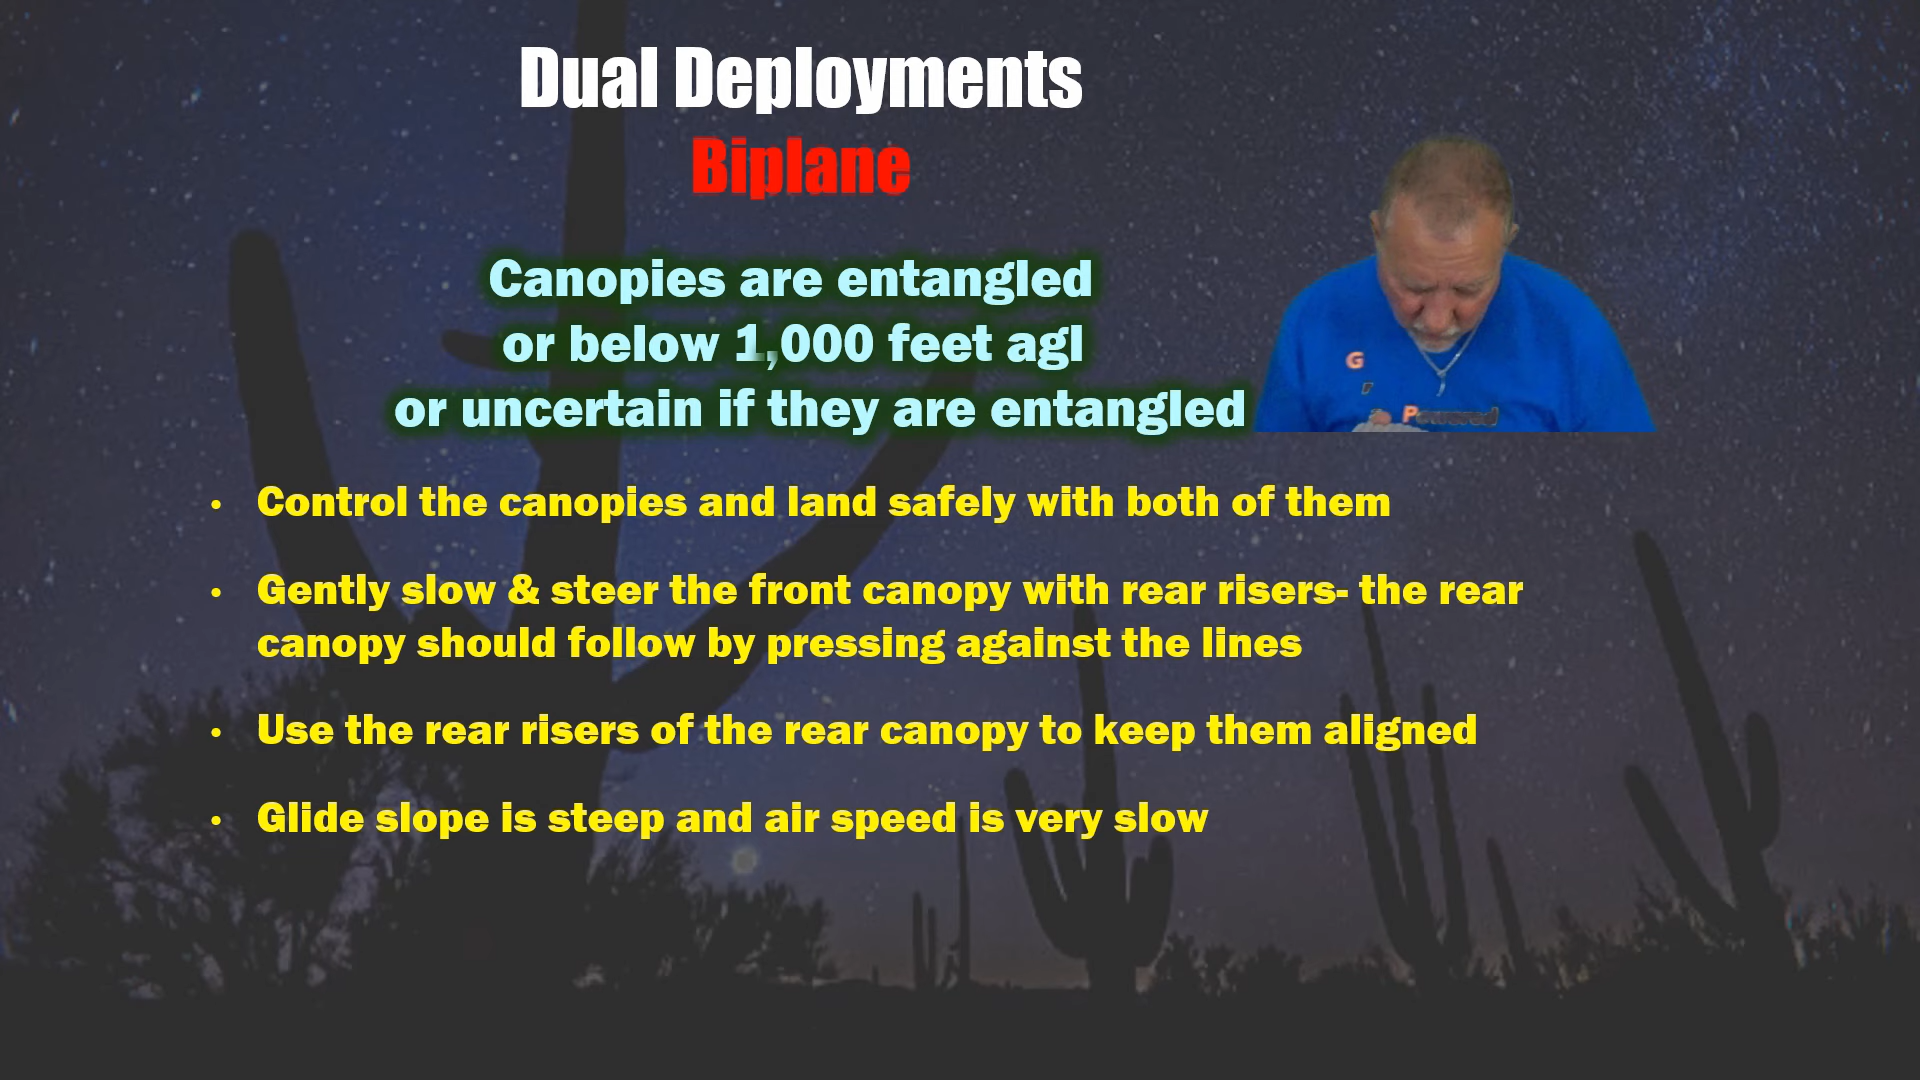 Dual Deployments
Biplane
Canopies are entangled
or below 1,000 feet agl
or uncertain if they are entangled
G
Powered
• Control the canopies and land safely with both of them
• Gently slow & steer the front canopy with rear risers- the rear
canopy should follow by pressing against the lines
• Use the rear risers of the rear canopy to keep them aligned
• Glide slope is steep and air speed is very slow